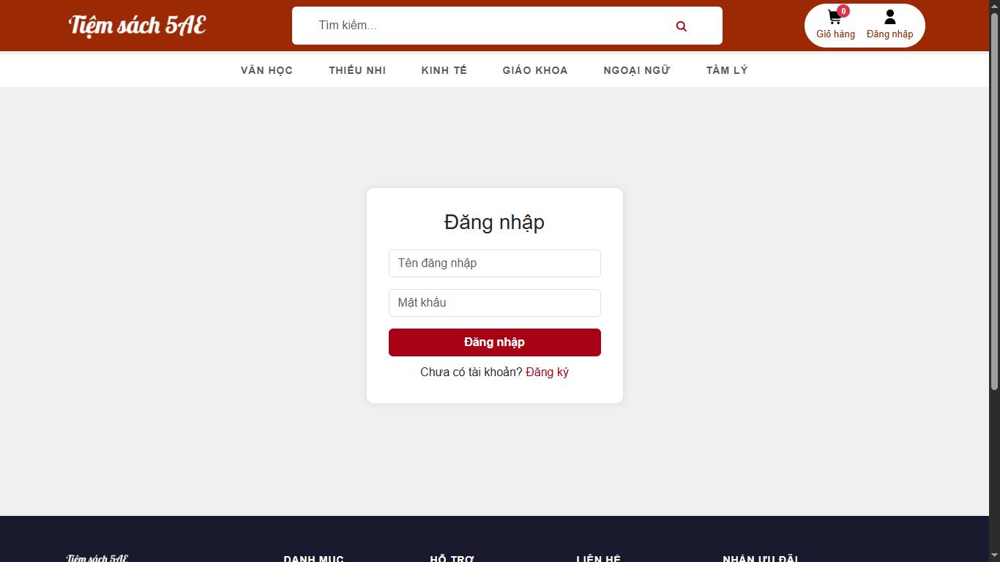 Tiệm sách 5AE
Tìm kiếm...
0
Giỏ hàng
Đăng nhập
VĂN HỌC
THIẾU NHI
KINH TẾ
GIÁO KHOA
NGOẠI NGỮ
TÂM LÝ
Đăng nhập
Tên đăng nhập
Mật khẩu
Đăng nhập
Chưa có tài khoản? Đăng ký
Tiệm sách 5AE
DANH MỤC
HỖ TRỢ
LIÊN HỆ
NHẬN ƯU ĐÃI